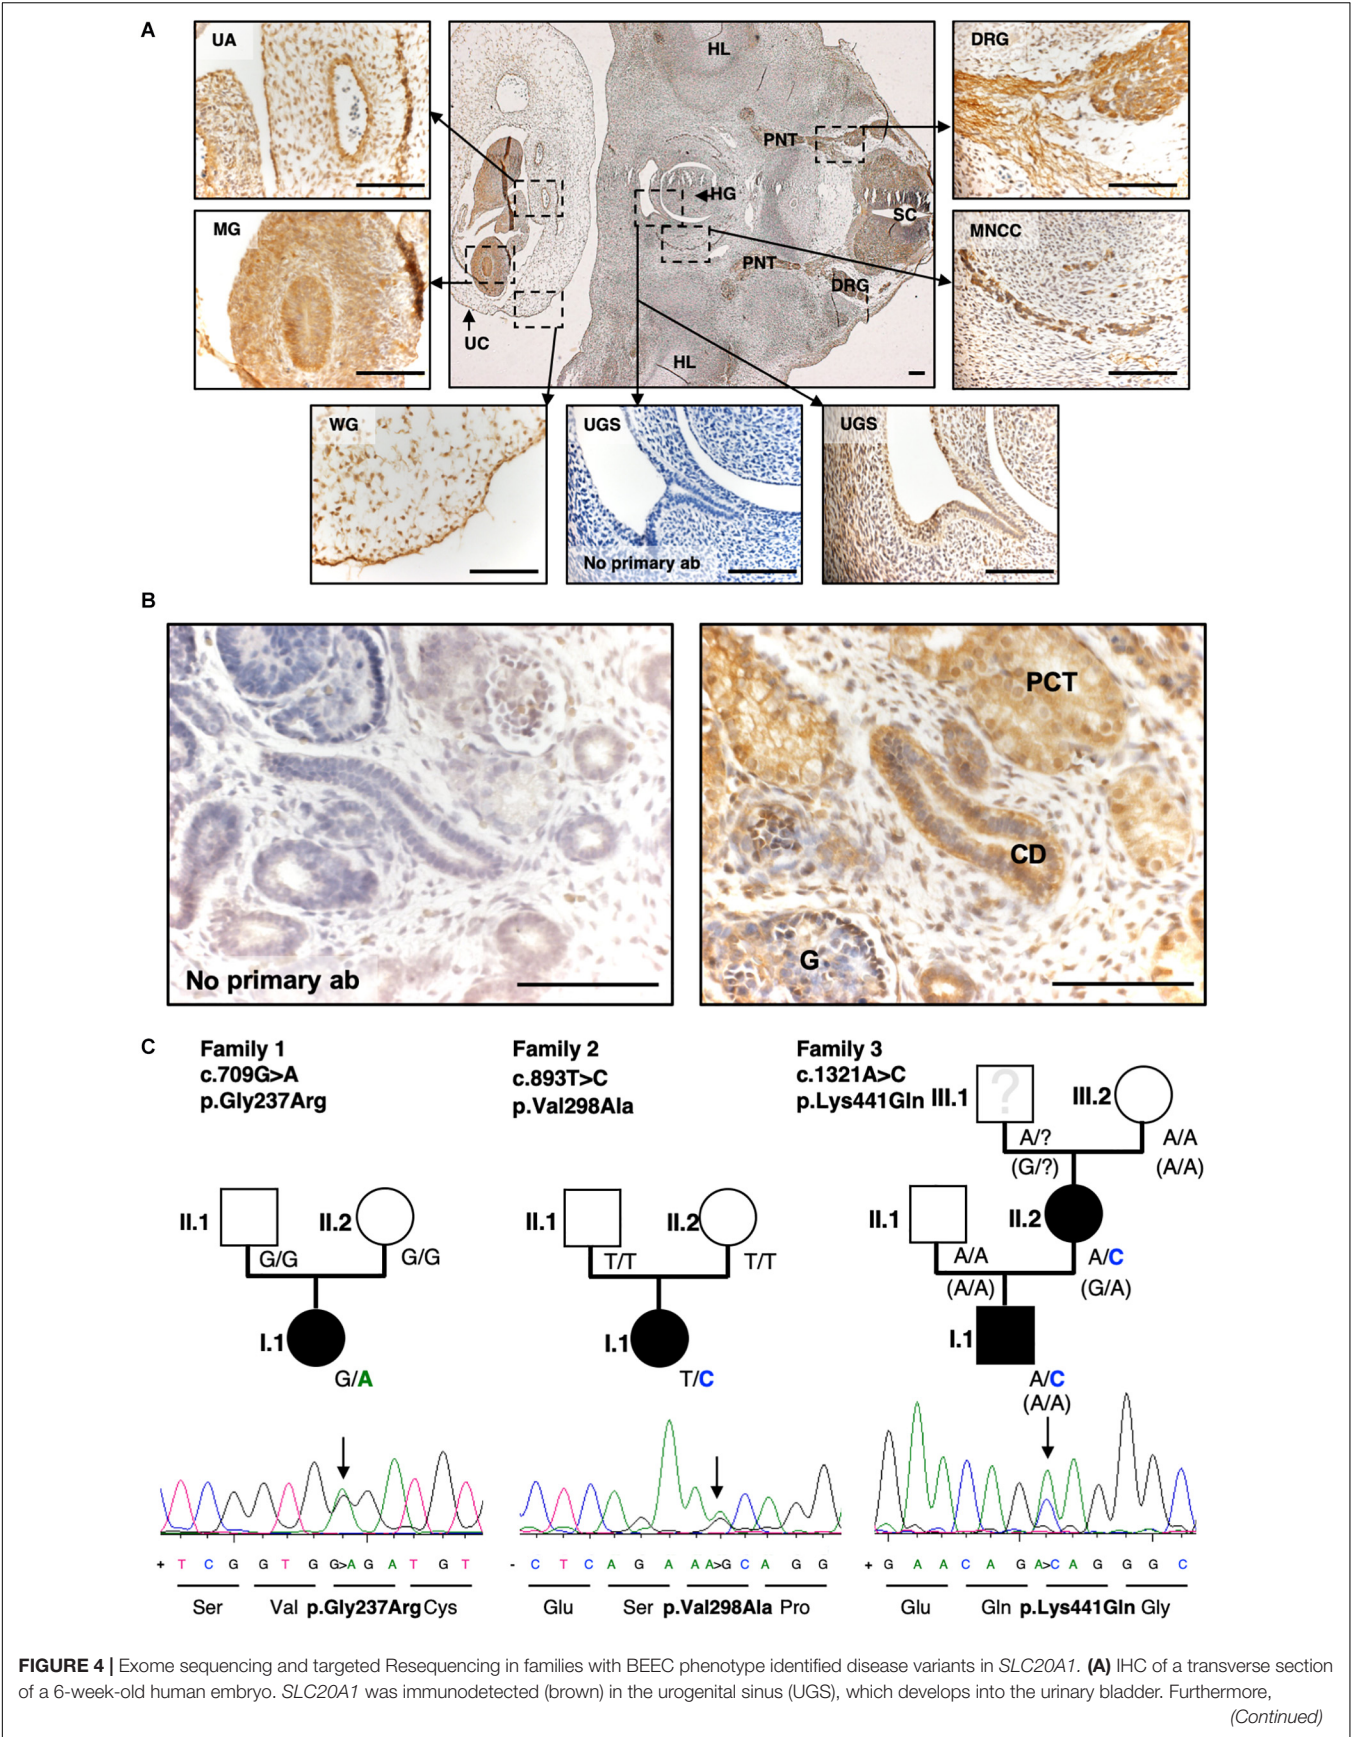 A
UA
HL
DRG
PNT
HG
SC
MG
MNCC
PNT
DRG
UC
HL
WG
UGS
UGS
No primary ab
B
PCT
CD
No primary ab
G
C
Family 1
c.709G>A
p.Gly237Arg
II.1
II.2
G/G
G/G
I.1
G/A
+ T C G G T G G>A G A T G T
Ser Val p.Gly237Arg Cys
Family 2
c.893T>C
p.Val298Ala
II.1
II.2
T/T
T/T
I.1
T/C
- C T C A G A A A>G C A G G
Glu Ser p.Val298Ala Pro
Family 3
c.1321A>C
p.Lys441Gln
III.1
?
III.2
A/?
(G/?)
A/A
(A/A)
II.1
II.2
A/A
(A/A)
A/C
(G/A)
I.1
A/C
(A/A)
+ G A A C A G A>C A G G G C
Glu Gln p.Lys441Gln Gly
FIGURE 4 | Exome sequencing and targeted Resequencing in families with BEEC phenotype identified disease variants in SLC20A1. (A) IHC of a transverse section
of a 6-week-old human embryo. SLC20A1 was immunodetected (brown) in the urogenital sinus (UGS), which develops into the urinary bladder. Furthermore,
(Continued)